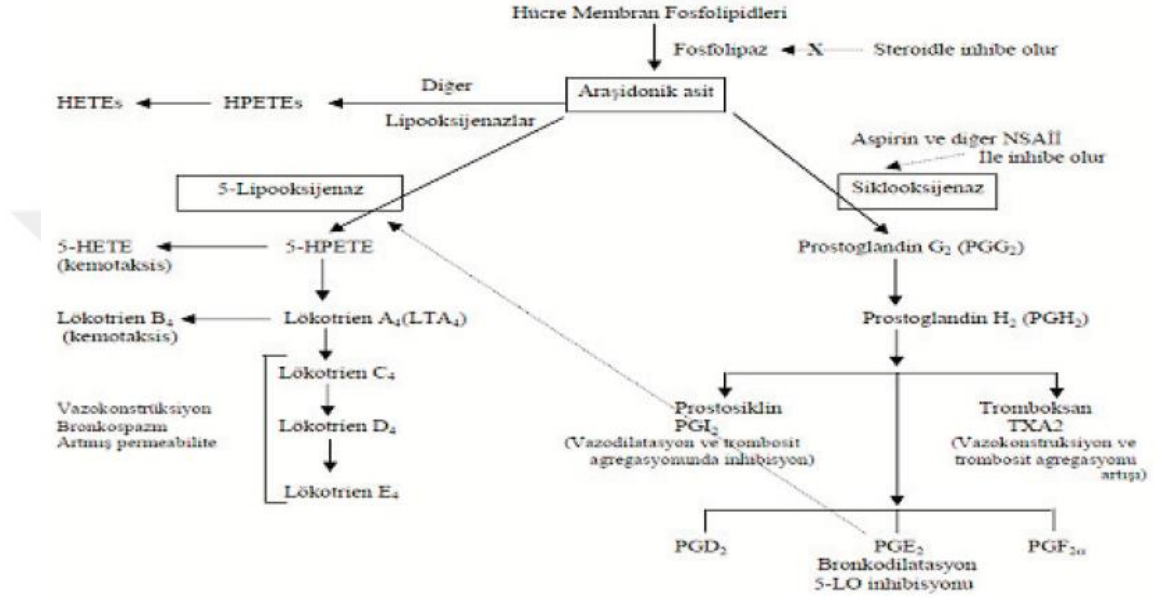 Hücre Membran Fosfolipidleri
Fosfolipaz X Steroidle inhibe olur
Araşidonik asit
Diğer
Lipooksijenazlar
HPETEs
HETEs
Aspirin ve diğer NSAİİ
İle inhibe olur
5-Lipooksijenaz
Siklooksijenaz
5-HETE
(kemotaksis)
5-HPETE
Prostoglandin G₂ (PGG₂)
Lökotrien B₄
(kemotaksis)
Lökotrien A₄(LTA₄)
Prostoglandin H₂ (PGH₂)
Lökotrien C₄
Vazokonstrüksiyon
Bronkospazm
Artmış permeabilite
Lökotrien D₄
Lökotrien E₄
Prostosiklin
PGI₂
(Vazodilatasyon ve trombosit
agregasyonunda inhibisyon)
Tromboksan
TXA2
(Vazokonstruksiyon ve
trombosit agregasyonu
artışı)
PGD₂
PGE₂
Bronkodilatasyon
5-LO inhibisyonu
PGF₂α